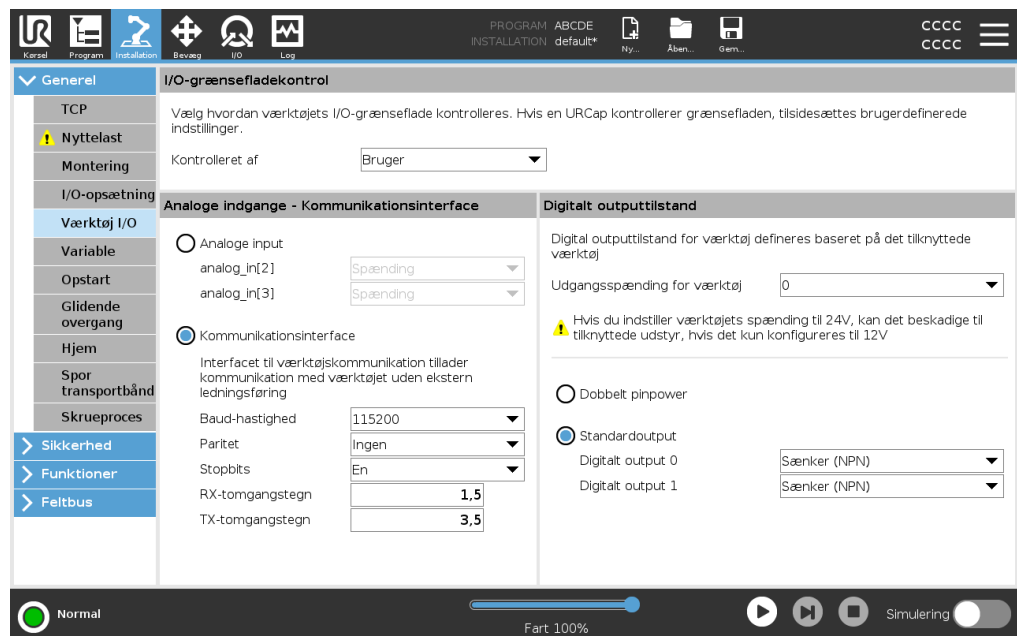 UR
Kørsel
Program
Installation
Bevæg
I/O
Log
PROGRAM ABCDE
INSTALLATION default*
Ny...
Åben...
Gem...
CCCC
CCCC
Generel
TCP
Nyttelast
Montering
I/O-opsætning
Værktøj I/O
Variable
Opstart
Glidende
overgang
Hjem
Spor
transportbånd
Skrueproces
Sikkerhed
Funktioner
Feltbus
I/O-grænsefladekontrol
Vælg hvordan værktøjets I/O-grænseflade kontrolleres. Hvis en URCap kontrollerer grænsefladen, tilsidesættes brugerdefinerede
indstillinger.
Kontrolleret af Bruger
Analoge indgange - Kommunikationsinterface
Analoge input
analog_in[2] Spænding
analog_in[3] Spænding
Kommunikationsinterface
Interfacet til værktøjskommunikation tillader
kommunikation med værktøjet uden ekstern
ledningsføring
Baud-hastighed 115200
Paritet Ingen
Stopbits En
RX-tomgangstegn 1,5
TX-tomgangstegn 3,5
Digitalt outputtilstand
Digital outputtilstand for værktøj defineres baseret på det tilknyttede
værktøj
Udgangsspænding for værktøj 0
Hvis du indstiller værktøjets spænding til 24V, kan det beskadige til
tilknyttede udstyr, hvis det kun konfigureres til 12V
Dobbelt pinpower
Standardoutput
Digitalt output 0 Sænker (NPN)
Digitalt output 1 Sænker (NPN)
Normal
Fart 100%
Simulering